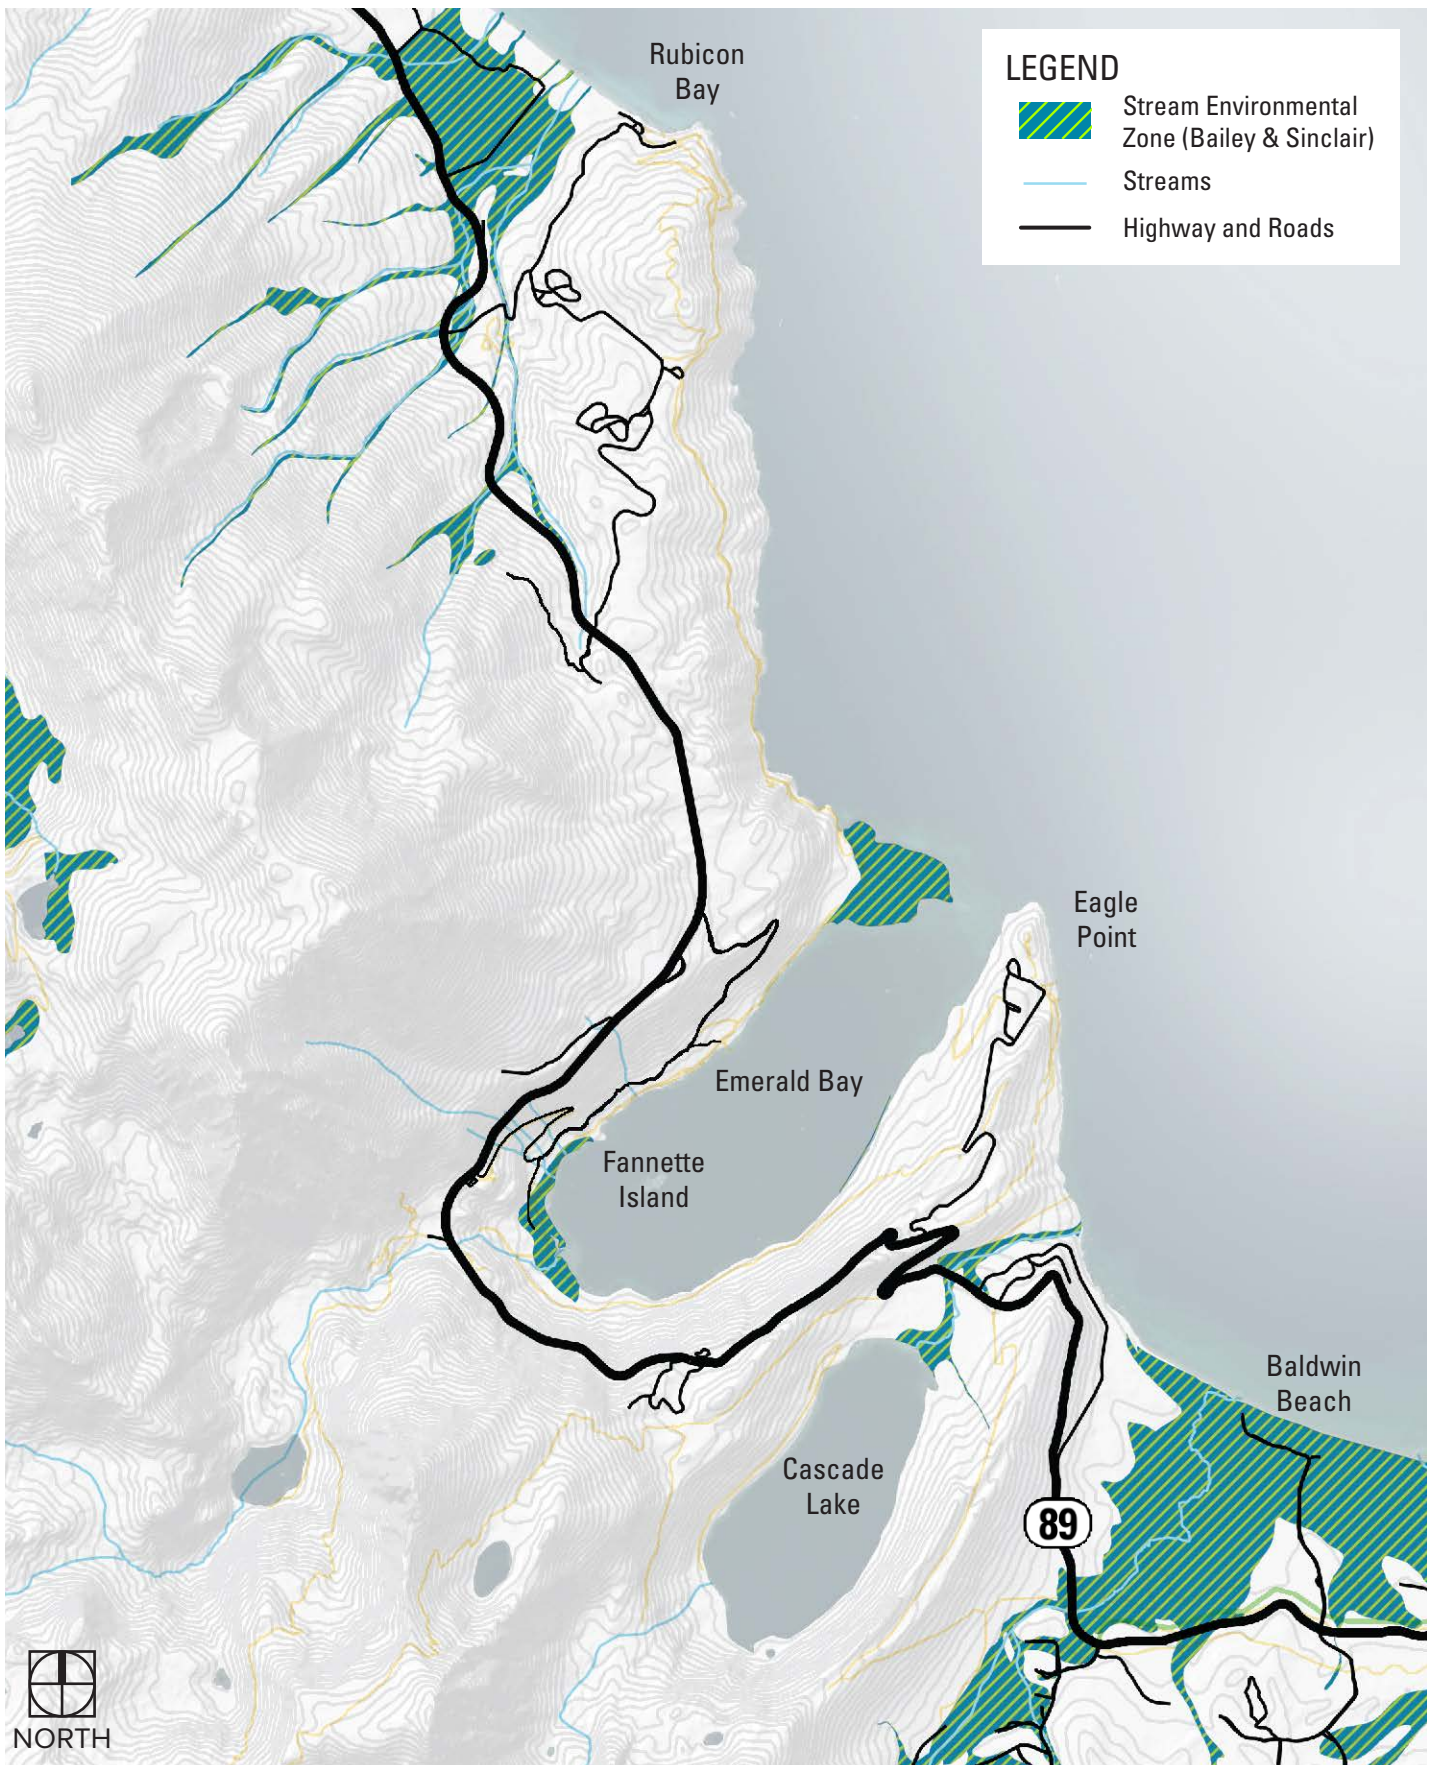 Rubicon
Bay
LEGEND
Stream Environmental
Zone (Bailey & Sinclair)
Streams
Highway and Roads
Eagle
Point
Emerald Bay
Fannette
Island
Baldwin
Beach
Cascade
Lake
89
NORTH